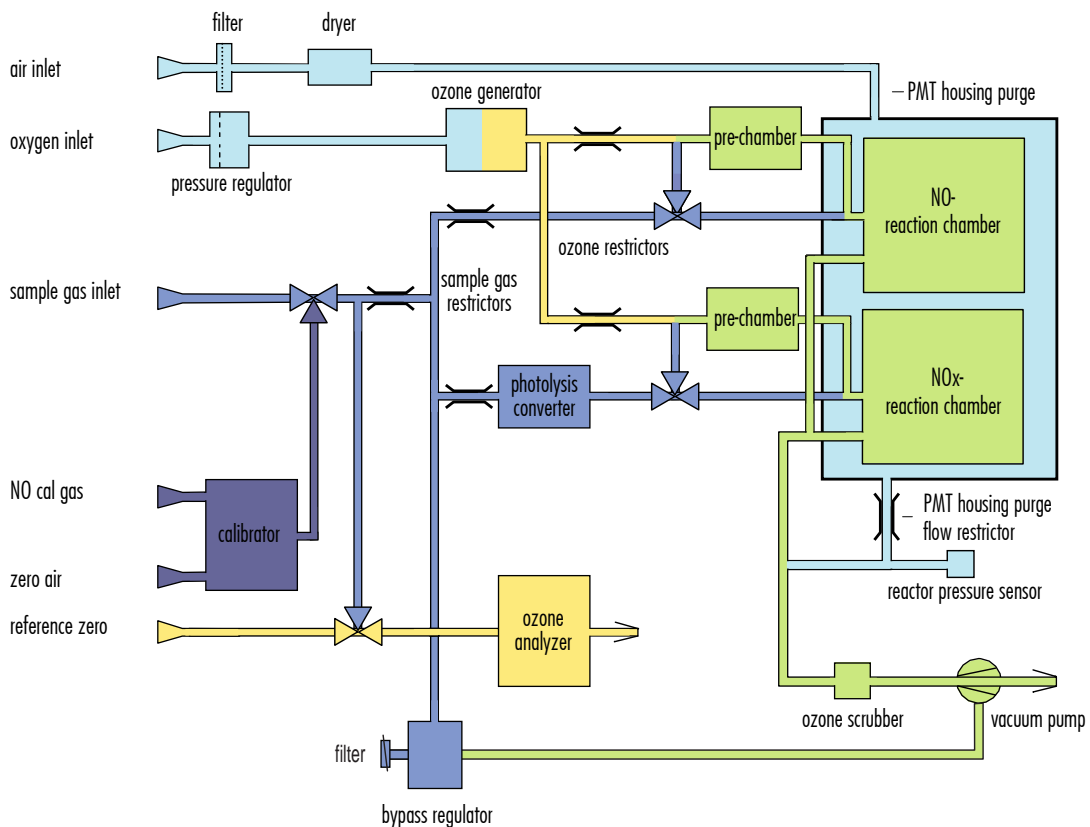 filter
dryer
air inlet
– PMT housing purge
ozone generator
oxygen inlet
pre-chamber
pressure regulator
NO-
reaction chamber
ozone restrictors
sample gas inlet
sample gas
restrictors
pre-chamber
photolysis
converter
NOx-
reaction chamber
NO cal gas
calibrator
– PMT housing purge
flow restrictor
zero air
reactor pressure sensor
reference zero
ozone
analyzer
ozone scrubber
vacuum pump
filter
bypass regulator